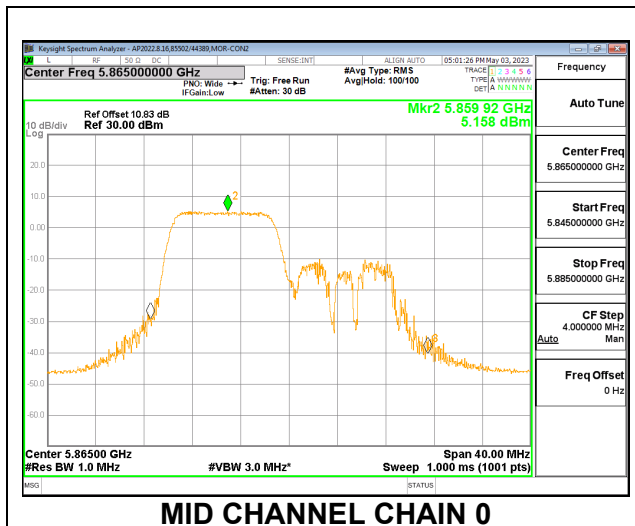 Keysight Spectrum Analyzer - AP2022.8.16,85502/44389,MOR-CON2
LXI L RF 50 Ω DC SENSE:INT ALIGN AUTO 05:01:26 PM May 03, 2023
Center Freq 5.865000000 GHz
PNO: Wide
IFGain:Low
Trig: Free Run
#Atten: 30 dB
#Avg Type: RMS
Avg|Hold: 100/100
TRACE 1 2 3 4 5 6
TYPE A WWWWW
DET A N N N N N
Ref Offset 10.83 dB
10 dB/div Ref 30.00 dBm
Log
Mkr2 5.859 92 GHz
5.158 dBm
20.0
10.0
0.00
-10.0
-20.0
-30.0
-40.0
-50.0
-60.0
2
3
Center 5.86500 GHz Span 40.00 MHz
#Res BW 1.0 MHz #VBW 3.0 MHz* Sweep 1.000 ms (1001 pts)
MSG STATUS
Frequency
Auto Tune
Center Freq
5.865000000 GHz
Start Freq
5.845000000 GHz
Stop Freq
5.885000000 GHz
CF Step
4.000000 MHz
Auto Man
Freq Offset
0 Hz
MID CHANNEL CHAIN 0